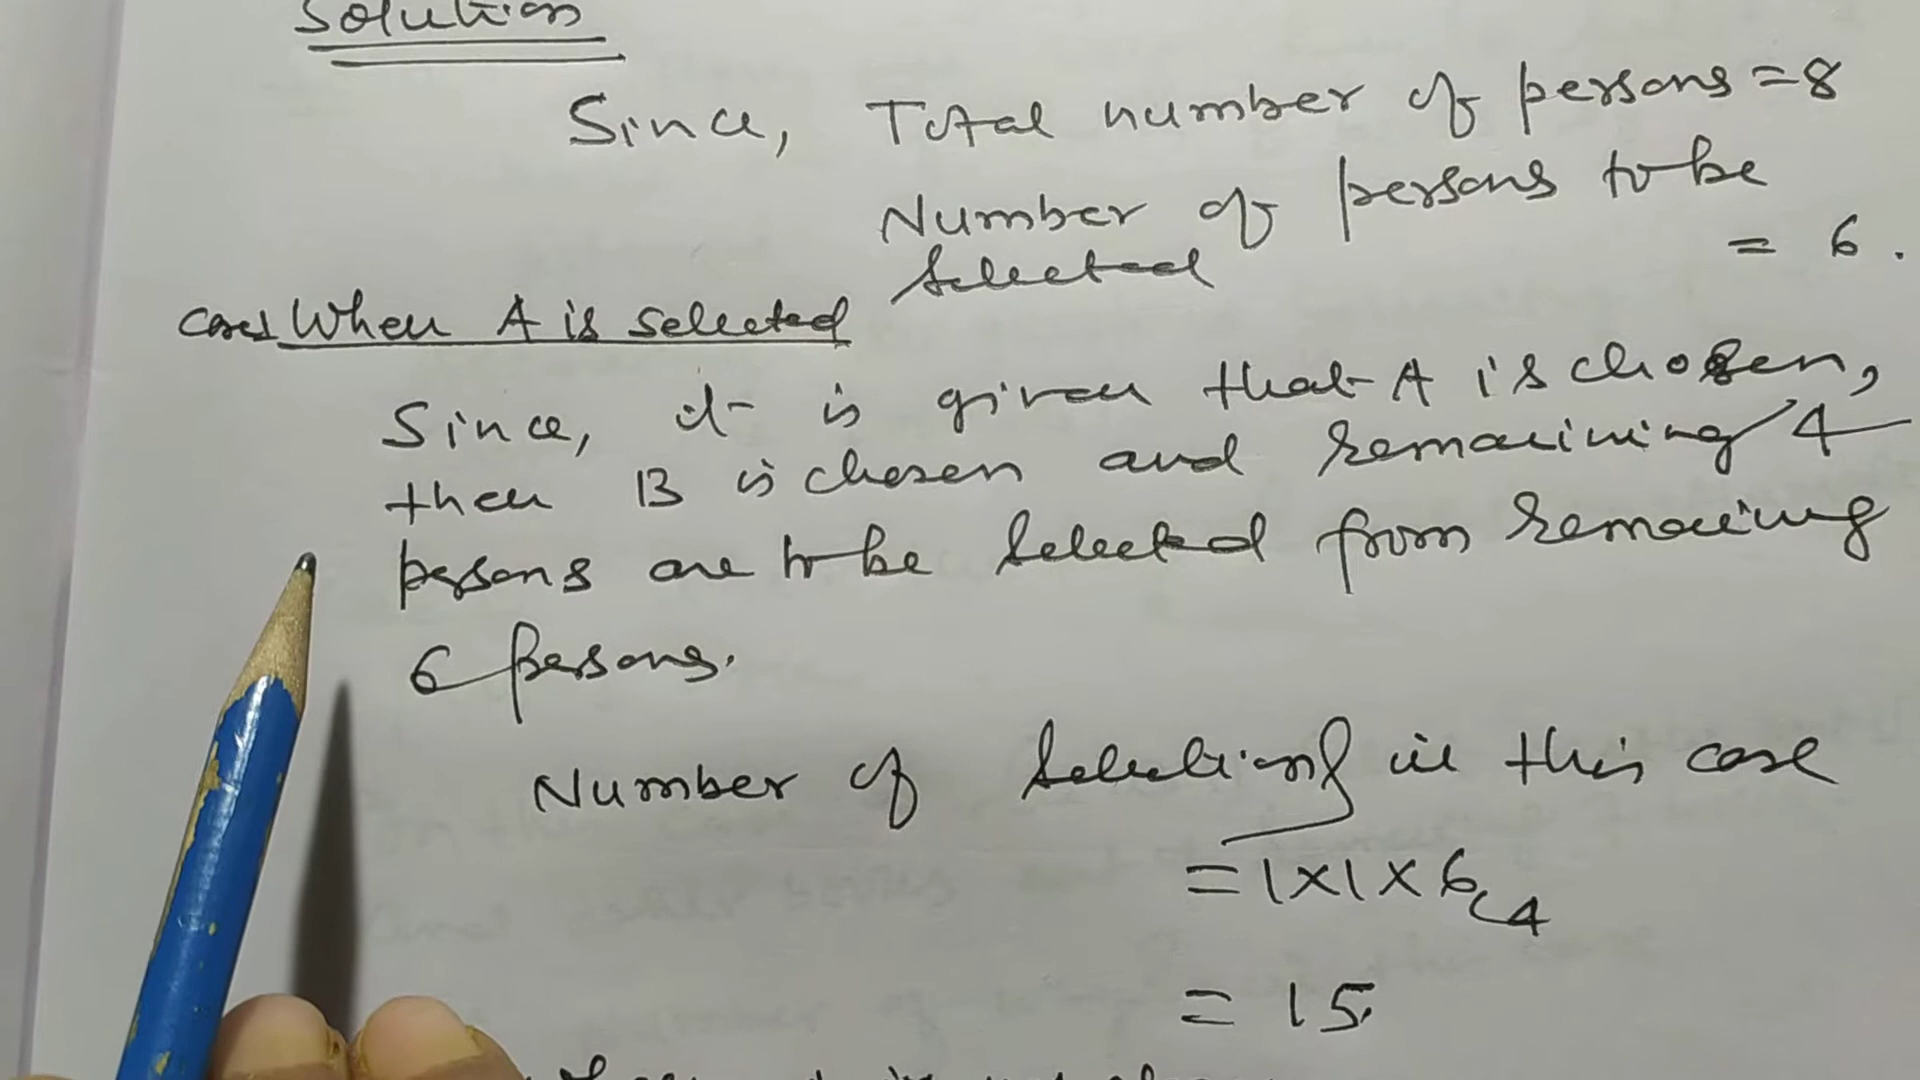 Solution
Since, Total number of persons = 8
Number of persons to be
selected = 6.
Case1 When A is selected
Since, it is given that A is chosen,
then B is chosen and remaining 4
persons are to be selected from remaining
6 persons.
Number of selections in this case
= 1×1×6C4
= 15